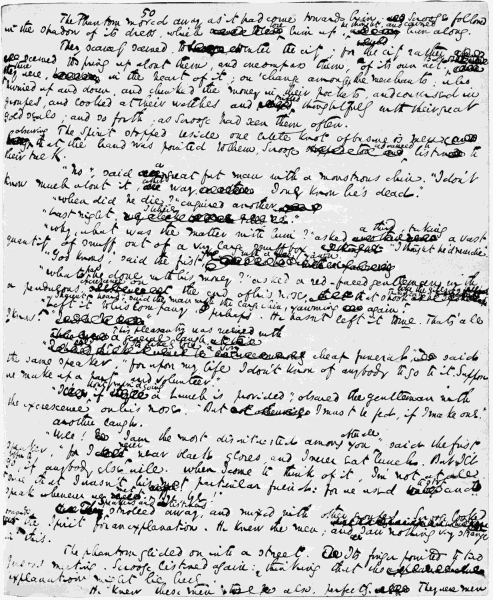 50
The Phantom moved away as it had come towards him. Scrooge followed
in the shadow of its dress, which bore him up, he thought, and carried him along.
They scarcely seemed to enter the city; for the city rather
seemed to spring up about them, and encompass them, of its own act.
they were, in the heart of it; on 'Change, among the merchants; who
hurried up and down, and chinked the money in their pockets, and conversed in
groups, and looked at their watches, and thoughtfully with their great
gold seals; and so forth, as Scrooge had seen them often.
The Spirit stopped beside one little knot of business men.
Observing that the hand was pointed to them, Scrooge advanced to listen to
their talk.
"No", said a great fat man with a monstrous chin. "I don't
know much about it, either way. I only know he's dead."
"When did he die?" inquired another.
"Last night, I believe."
"Why, what was the matter with him?" asked a third, taking a vast
quantity of snuff out of a very large snuff box. "I thought he'd never die."
"God knows," said the first, with a yawn.
"What has he done with his money?" asked a red-faced gentleman with
a pendulous excrescence on the end of his nose,
"I haven't heard," said the man with the large chin, yawning again.
"Left it to his Company, perhaps. He hasn't left it to me. That's all
I know."
This pleasantry was received with
a general laugh.
"It's likely to be a very cheap funeral" said
the same speaker; "for upon my life I don't know of anybody to go to it. Suppose
we make up a party and volunteer."
"I don't mind going if a lunch is provided," observed the gentleman with
the excrescence on his nose. "But I must be fed, if I make one."
Another laugh.
"Well! I am the most disinterested among you" said the first
speaker, "for I never wear black gloves, and I never eat lunch. But I'll
go if anybody else will. When I come to think of it, I'm not at all
sure that I wasn't his most particular friend; for we used to stop and
speak whenever we met. Bye bye!"
Speakers and listeners strolled away, and mixed with other groups. Scrooge
towards the Spirit for an explanation. He knew the men, and saw nothing very strange
in this.
The phantom glided on into a street. Its finger pointed to two
persons meeting. Scrooge listened again; thinking that the
explanation might lie here.
He knew these men also, perfectly. They were men